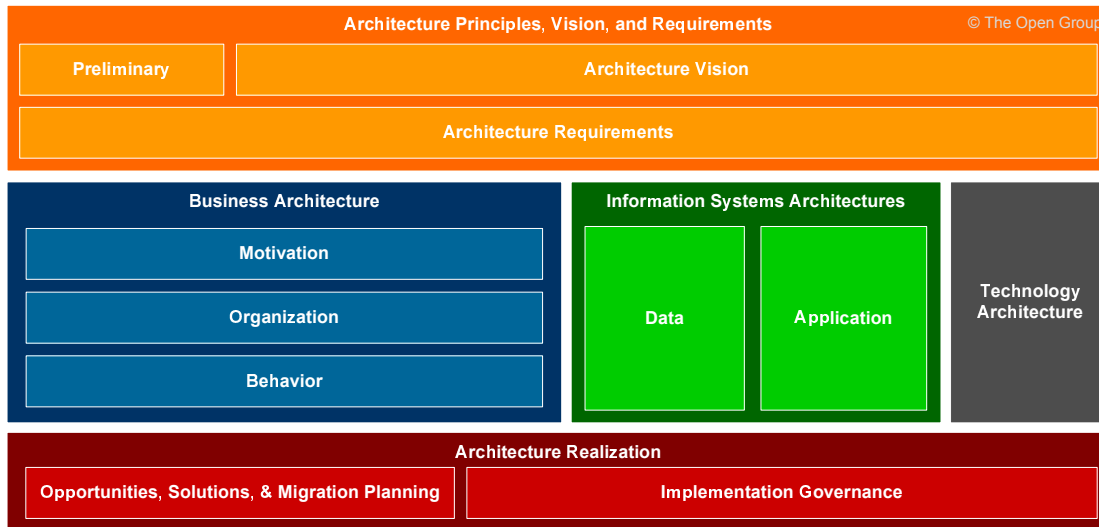 Architecture Principles, Vision, and Requirements
© The Open Group
Preliminary
Architecture Vision
Architecture Requirements
Business Architecture
Motivation
Organization
Behavior
Information Systems Architectures
Data
Application
Technology
Architecture
Architecture Realization
Opportunities, Solutions, & Migration Planning
Implementation Governance